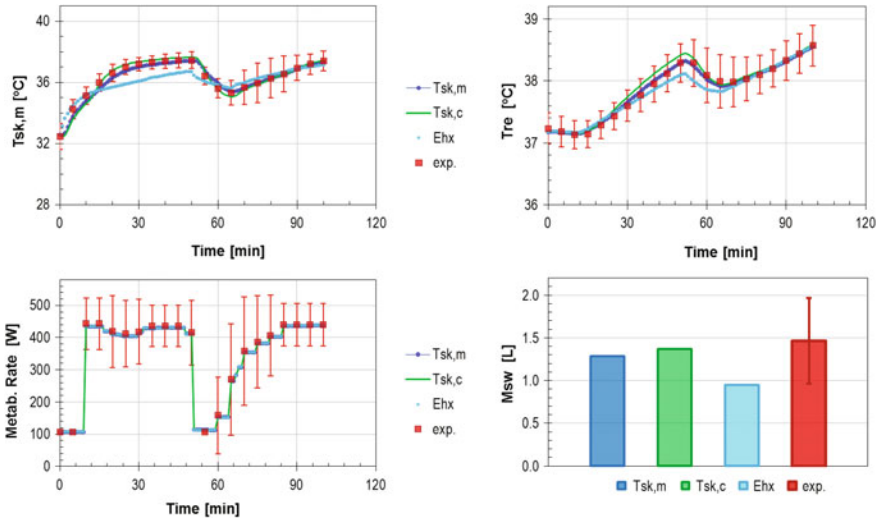 40
36
32
28
Tsk,m [°C]
0
30
60
90
120
Time [min]
Tsk,m
Tsk,c
Ehx
exp.
39
38
37
36
Tre [°C]
0
30
60
90
120
Time [min]
500
400
300
200
100
0
Metab. Rate [W]
0
30
60
90
120
Time [min]
Tsk,m
Tsk,c
Ehx
exp.
2.0
1.5
1.0
0.5
0.0
Msw [L]
Tsk,m Tsk,c Ehx exp.